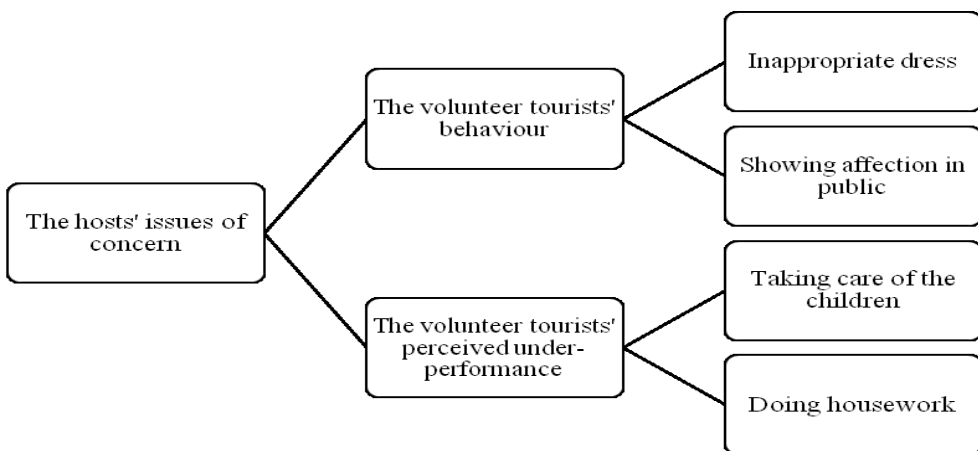 The hosts' issues of
concern
The volunteer tourists'
behaviour
Inappropriate dress
Showing affection in
public
The volunteer tourists'
perceived under-
performance
Taking care of the
children
Doing housework